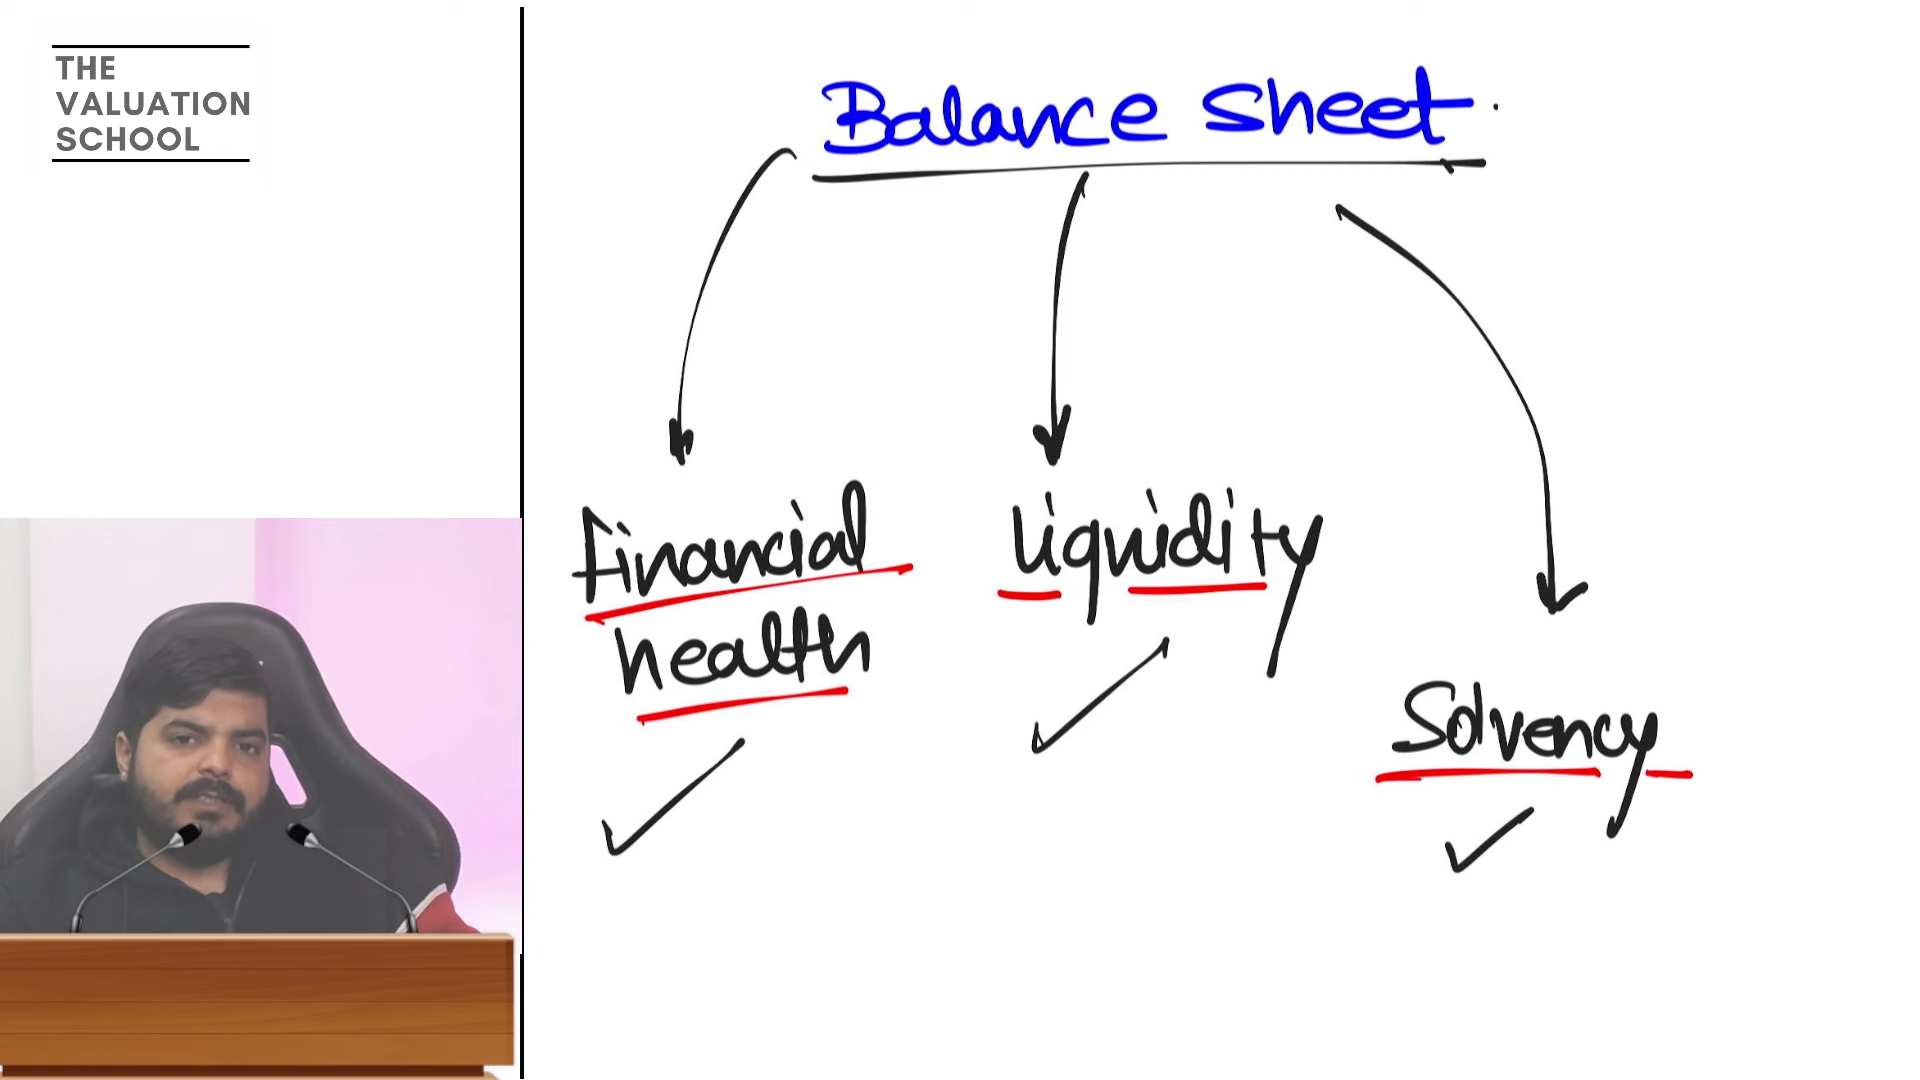 THE
VALUATION
SCHOOL
Balance sheet
Financial
health
liquidity
Solvency